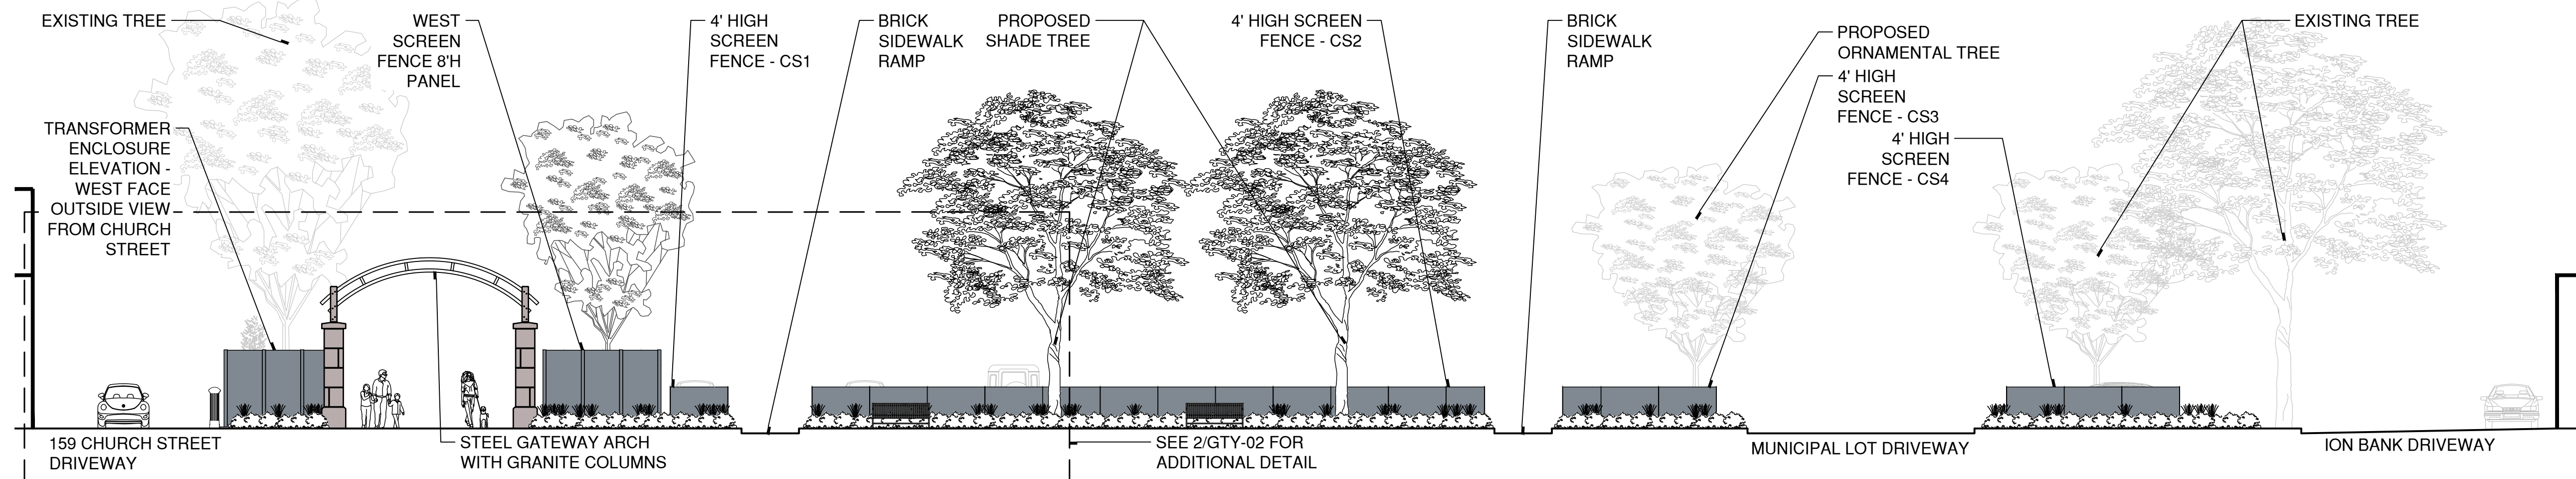 EXISTING TREE
WEST
SCREEN
FENCE 8'H
PANEL
4' HIGH
SCREEN
FENCE - CS1
BRICK
SIDEWALK
RAMP
PROPOSED
SHADE TREE
4' HIGH SCREEN
FENCE - CS2
BRICK
SIDEWALK
RAMP
PROPOSED
ORNAMENTAL TREE
4' HIGH
SCREEN
FENCE - CS3
4' HIGH
SCREEN
FENCE - CS4
EXISTING TREE
TRANSFORMER
ENCLOSURE
ELEVATION -
WEST FACE
OUTSIDE VIEW
FROM CHURCH
STREET
159 CHURCH STREET
DRIVEWAY
STEEL GATEWAY ARCH
WITH GRANITE COLUMNS
SEE 2/GTY-02 FOR
ADDITIONAL DETAIL
MUNICIPAL LOT DRIVEWAY
ION BANK DRIVEWAY